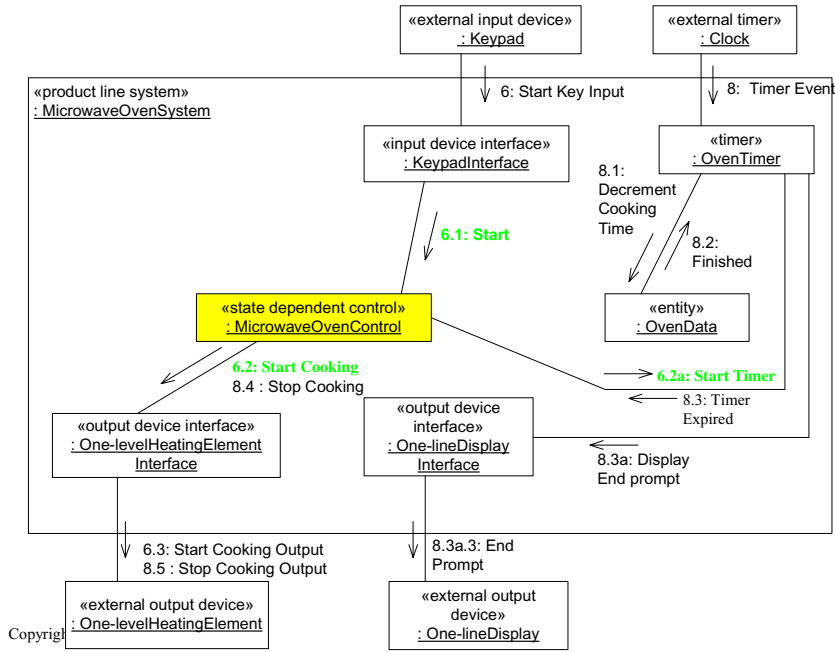 «external input device»
: Keypad
«external timer»
: Clock
«product line system»
: MicrowaveOvenSystem
6: Start Key Input
8: Timer Event
«input device interface»
: KeypadInterface
«timer»
: OvenTimer
8.1:
Decrement
Cooking
Time
6.1: Start
8.2:
Finished
«state dependent control»
: MicrowaveOvenControl
«entity»
: OvenData
6.2: Start Cooking
8.4 : Stop Cooking
6.2a: Start Timer
8.3: Timer
Expired
«output device interface»
: One-levelHeatingElement
Interface
«output device
interface»
: One-lineDisplay
Interface
8.3a: Display
End prompt
6.3: Start Cooking Output
8.5 : Stop Cooking Output
8.3a.3: End
Prompt
«external output device»
: One-levelHeatingElement
«external output
device»
: One-lineDisplay